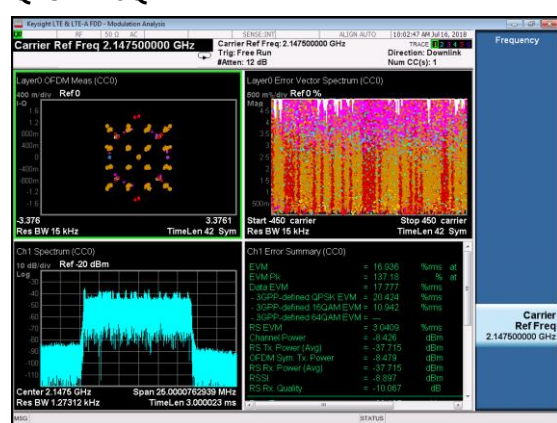 Keysight LTE & LTE-A FDD - Modulation Analysis
RF 50 Ω AC SENSE:INT ALIGN AUTO 10:02:47 AM Jul 16, 2018
Carrier Ref Freq 2.147500000 GHz
Carrier Ref Freq: 2.147500000 GHz
Trig: Free Run
#Atten: 12 dB
TRACE 1 2 3 4 5 6
Direction: Downlink
Num CC(s): 1
Frequency
Layer0 OFDM Meas (CC0)
400 m/div Ref 0
I-Q
1.6
1.2
800m
400m
0
-400m
-800m
-1.2
-1.6
-3.376 3.3761
Res BW 15 kHz TimeLen 42 Sym
Layer0 Error Vector Spectrum (CC0)
500 m%/div Ref 0 %
Mag
4.5
4
3.5
3
2.5
2
1.5
1
500m
Start -450 carrier Stop 450 carrier
Res BW 15 kHz TimeLen 42 Sym
Ch1 Spectrum (CC0)
10 dB/div Ref -20 dBm
Log
-30
-40
-50
-60
-70
-80
-90
-100
-110
Center 2.1475 GHz Span 25.0000762939 MHz
Res BW 1.27312 kHz TimeLen 3.000023 ms
Ch1 Error Summary (CC0)
EVM = 16.936 %rms at
EVM Pk = 137.18 % at
Data EVM = 17.777 %rms
- 3GPP-defined QPSK EVM = 20.424 %rms
- 3GPP-defined 16QAM EVM = 10.942 %rms
- 3GPP-defined 64QAM EVM = ---
RS EVM = 3.0409 %rms
Channel Power = -8.426 dBm
RS Tx. Power (Avg) = -37.715 dBm
OFDM Sym. Tx. Power = -8.479 dBm
RS Rx. Power (Avg) = -37.715 dBm
RSSI = -8.897 dBm
RS Rx. Quality = -10.067 dB
Carrier
Ref Freq
2.147500000 GHz
MSG STATUS